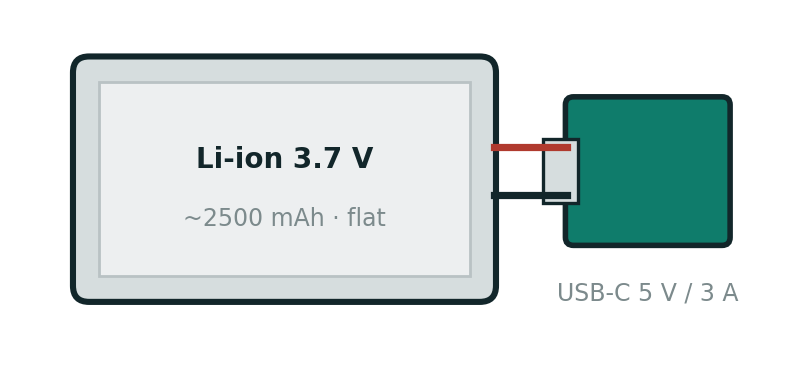 Li-ion 3.7 V
~2500 mAh · flat
USB-C 5 V / 3 A